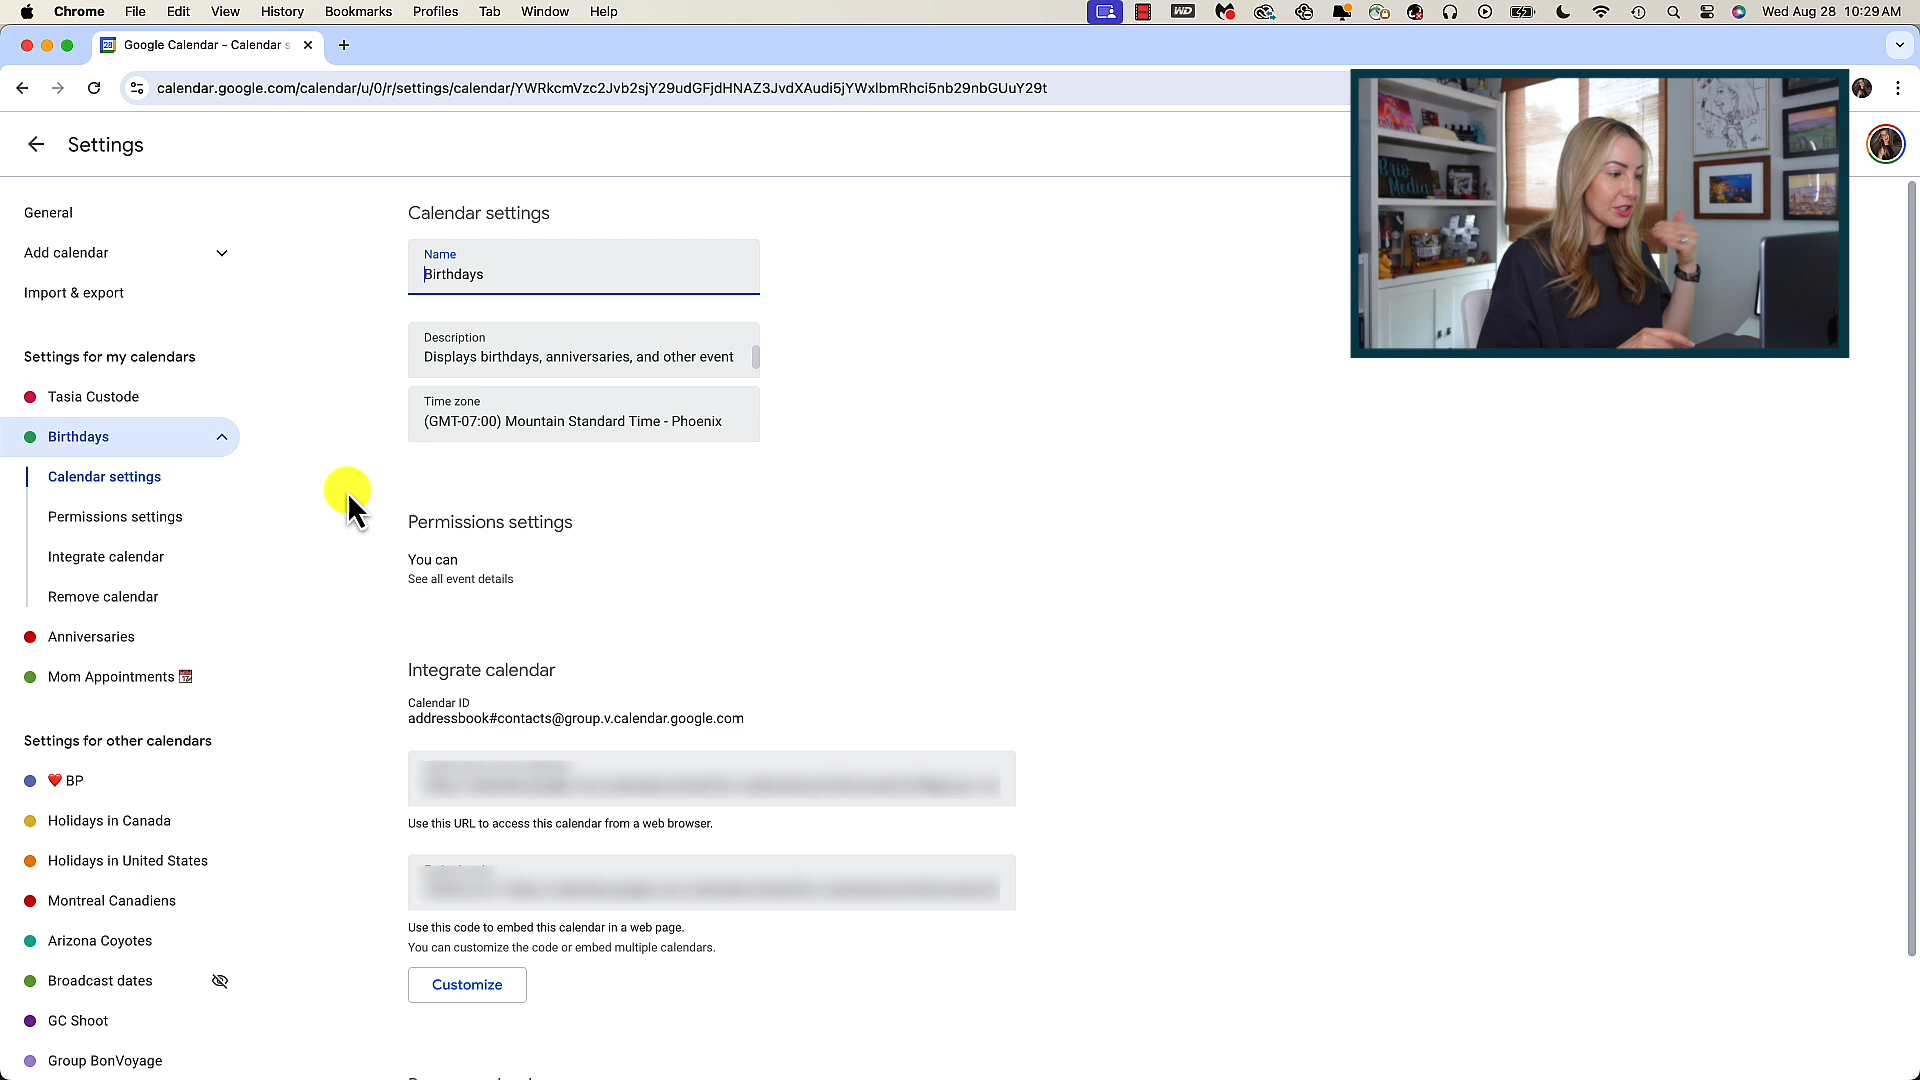 Chrome File Edit View History Bookmarks Profiles Tab Window Help
WD
Wed Aug 28 10:29 AM
28 Google Calendar - Calendar s
calendar.google.com/calendar/u/0/r/settings/calendar/YWRkcmVzc2Jvb2sjY29udGFjdHNAZ3JvdXAudi5jYWxlbmRhci5nb29nbGUuY29t
Settings
General
Add calendar
Import & export
Settings for my calendars
Tasia Custode
Birthdays
Calendar settings
Permissions settings
Integrate calendar
Remove calendar
Anniversaries
Mom Appointments 📆
Settings for other calendars
❤️ BP
Holidays in Canada
Holidays in United States
Montreal Canadiens
Arizona Coyotes
Broadcast dates
GC Shoot
Group BonVoyage
Calendar settings
Name
Birthdays
Description
Displays birthdays, anniversaries, and other event
Time zone
(GMT-07:00) Mountain Standard Time - Phoenix
Permissions settings
You can
See all event details
Integrate calendar
Calendar ID
addressbook#contacts@group.v.calendar.google.com
Use this URL to access this calendar from a web browser.
Use this code to embed this calendar in a web page.
You can customize the code or embed multiple calendars.
Customize
Brio
Media